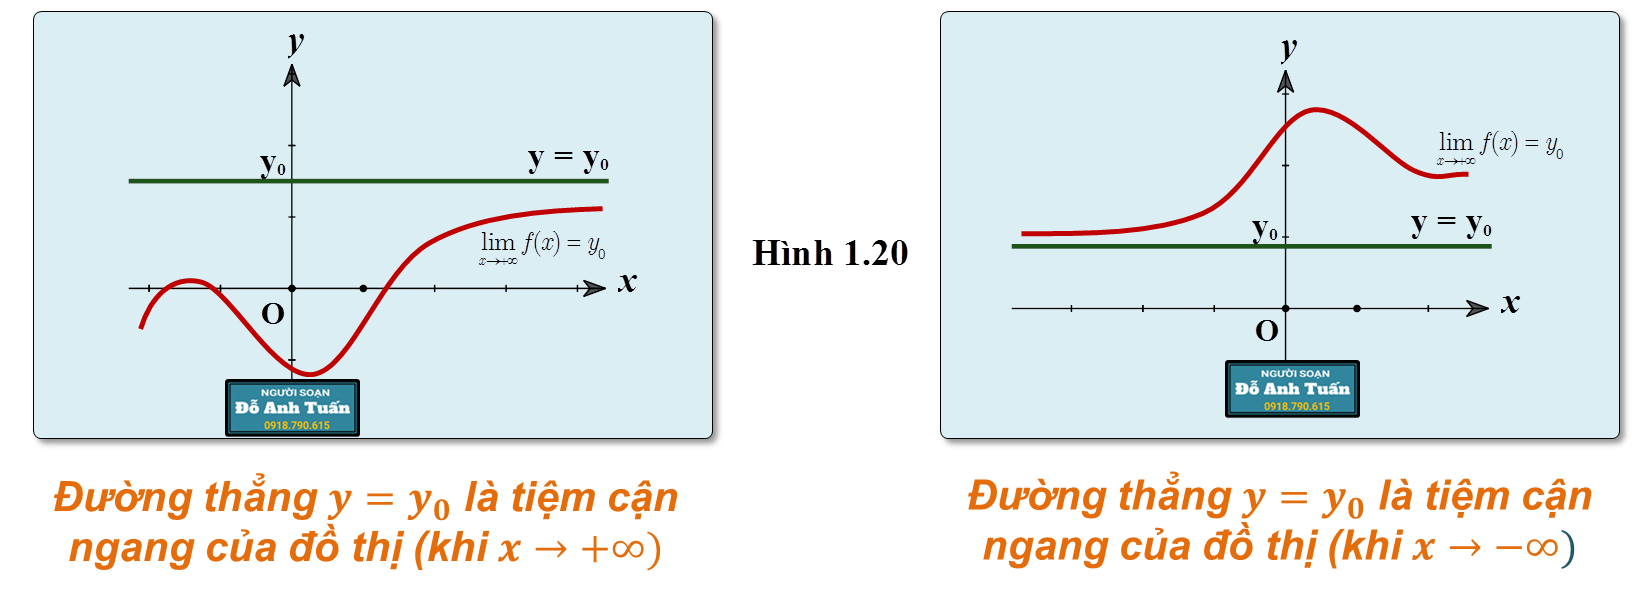 y
y₀
y = y₀
lim f(x) = y₀
x→+∞
x
O
NGƯỜI SOẠN
Đỗ Anh Tuấn
0918.790.615
Đường thẳng y = y₀ là tiệm cận
ngang của đồ thị (khi x → +∞)
Hình 1.20
y
lim f(x) = y₀
x→+∞
y₀
y = y₀
x
O
NGƯỜI SOẠN
Đỗ Anh Tuấn
0918.790.615
Đường thẳng y = y₀ là tiệm cận
ngang của đồ thị (khi x → −∞)